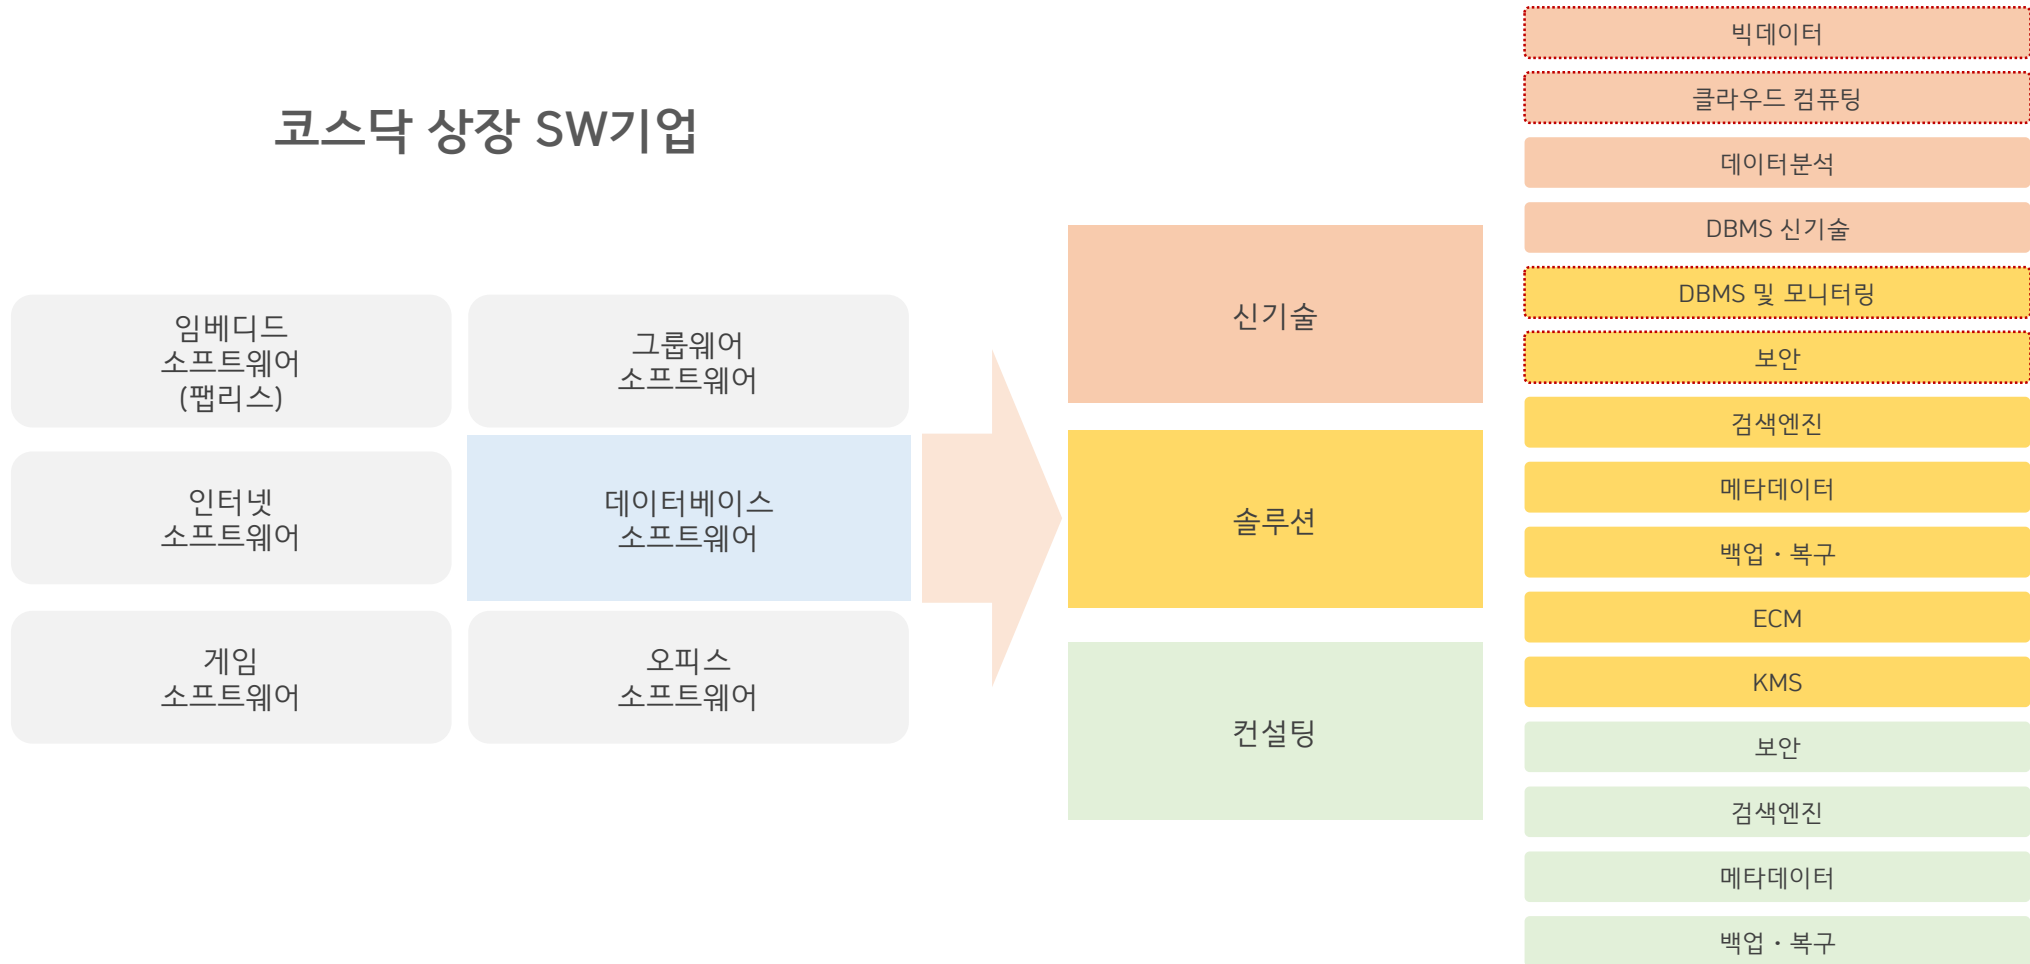 코스닥 상장 SW기업
임베디드
소프트웨어
(팹리스)
그룹웨어
소프트웨어
인터넷
소프트웨어
데이터베이스
소프트웨어
게임
소프트웨어
오피스
소프트웨어
신기술
솔루션
컨설팅
빅데이터
클라우드 컴퓨팅
데이터분석
DBMS 신기술
DBMS 및 모니터링
보안
검색엔진
메타데이터
백업・복구
ECM
KMS
보안
검색엔진
메타데이터
백업・복구